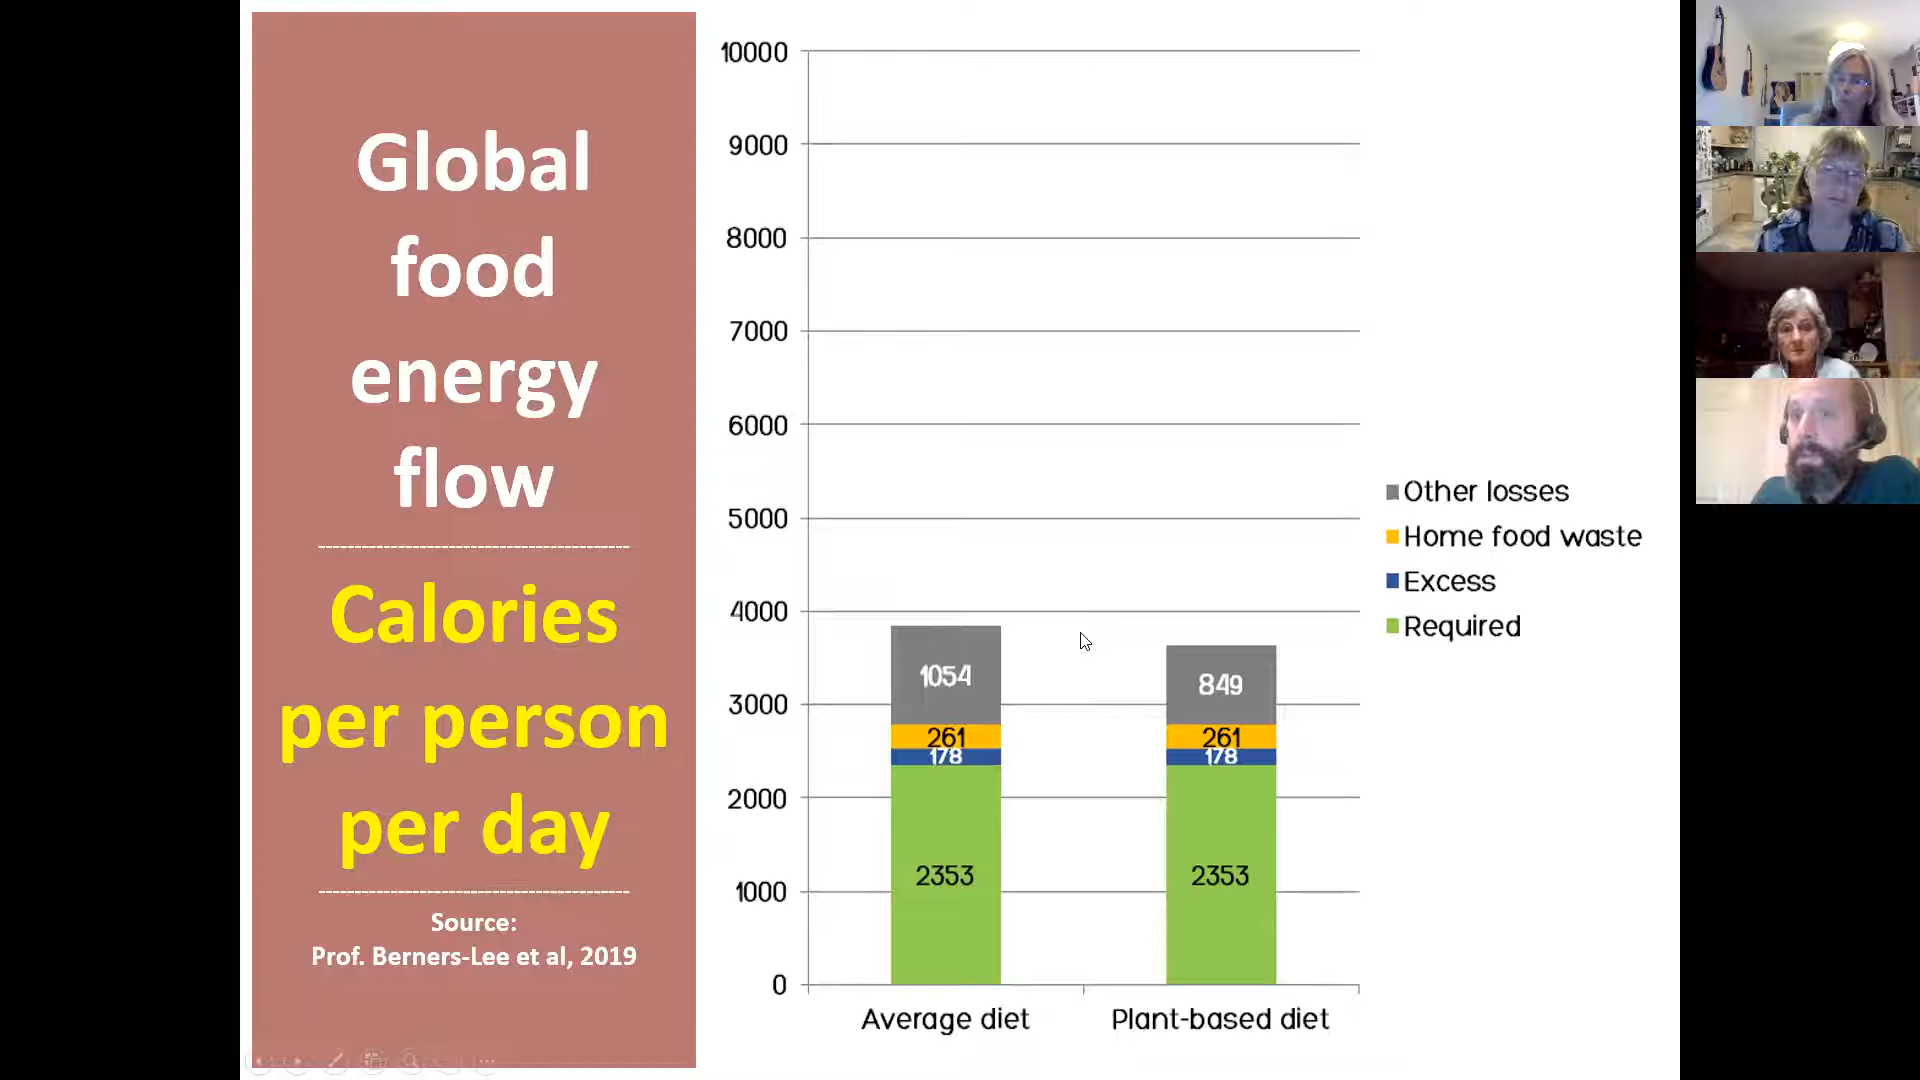 Global
food
energy
flow
Calories
per person
per day
Source:
Prof. Berners-Lee et al, 2019
10000
9000
8000
7000
6000
5000
4000
3000
2000
1000
0
1054
261
178
2353
849
261
178
2353
Average diet
Plant-based diet
Other losses
Home food waste
Excess
Required